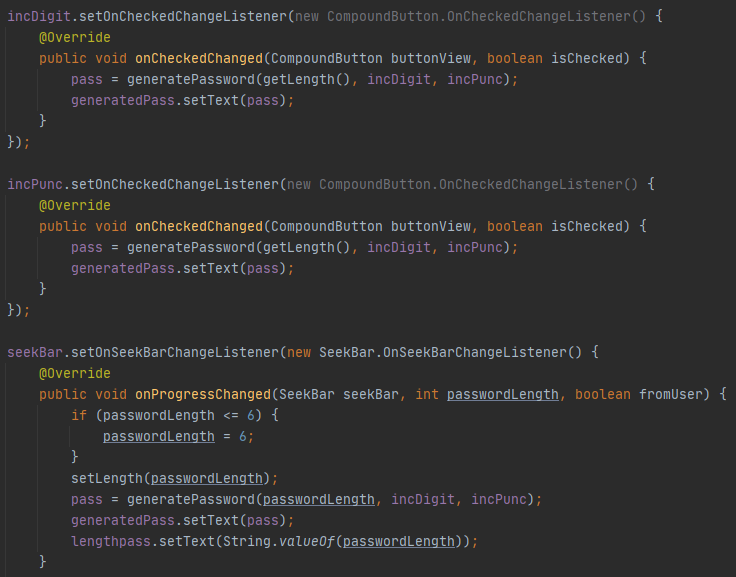 incDigit.setOnCheckedChangeListener(new CompoundButton.OnCheckedChangeListener() {
    @Override
    public void onCheckedChanged(CompoundButton buttonView, boolean isChecked) {
        pass = generatePassword(getLength(), incDigit, incPunc);
        generatedPass.setText(pass);
    }
});

incPunc.setOnCheckedChangeListener(new CompoundButton.OnCheckedChangeListener() {
    @Override
    public void onCheckedChanged(CompoundButton buttonView, boolean isChecked) {
        pass = generatePassword(getLength(), incDigit, incPunc);
        generatedPass.setText(pass);
    }
});

seekBar.setOnSeekBarChangeListener(new SeekBar.OnSeekBarChangeListener() {
    @Override
    public void onProgressChanged(SeekBar seekBar, int passwordLength, boolean fromUser) {
        if (passwordLength <= 6) {
            passwordLength = 6;
        }
        setLength(passwordLength);
        pass = generatePassword(passwordLength, incDigit, incPunc);
        generatedPass.setText(pass);
        lengthpass.setText(String.valueOf(passwordLength));
    }